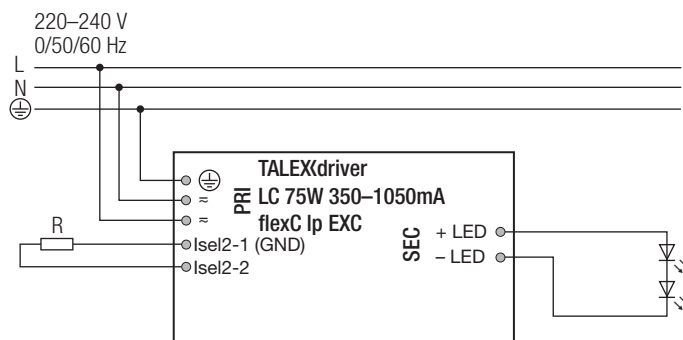 220–240 V
0/50/60 Hz
L
N
TALEXdriver
PRI
≂ LC 75W 350–1050mA
≂ flexC lp EXC
R
Isel2-1 (GND)
Isel2-2
SEC
+ LED
– LED